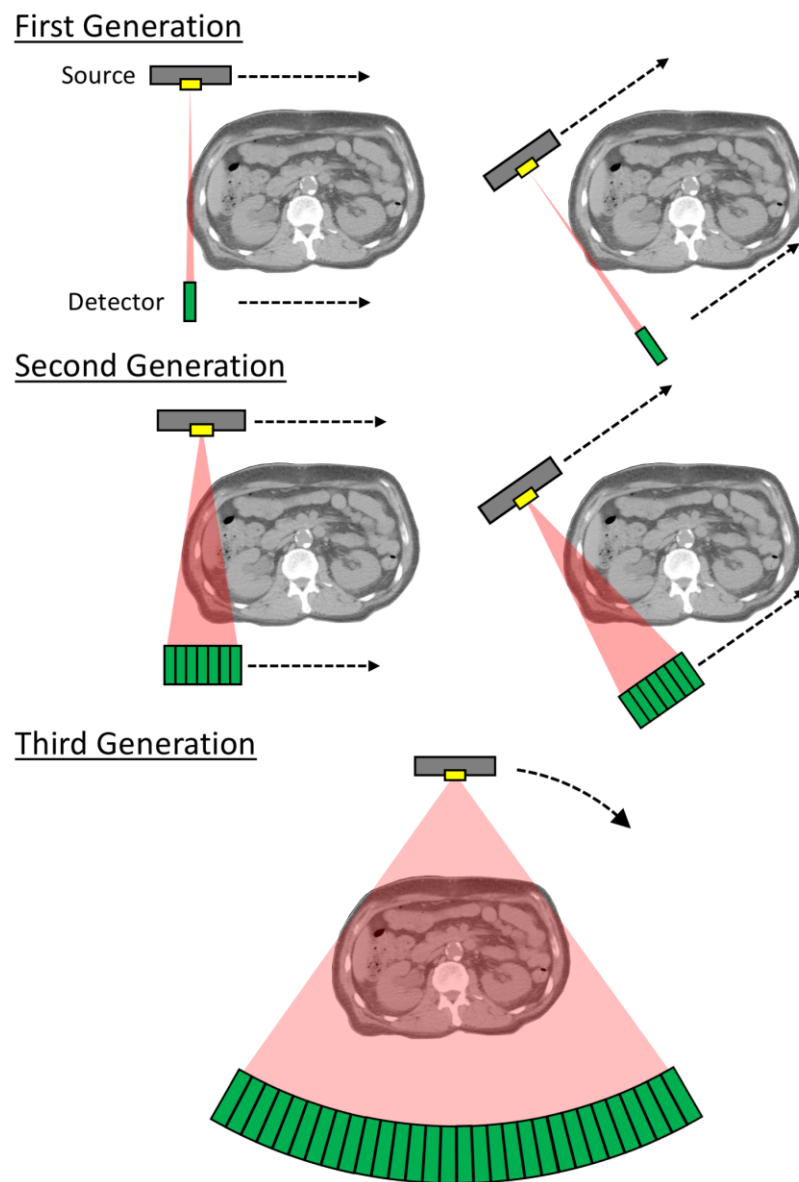 First Generation
Source
Detector
Second Generation
Third Generation